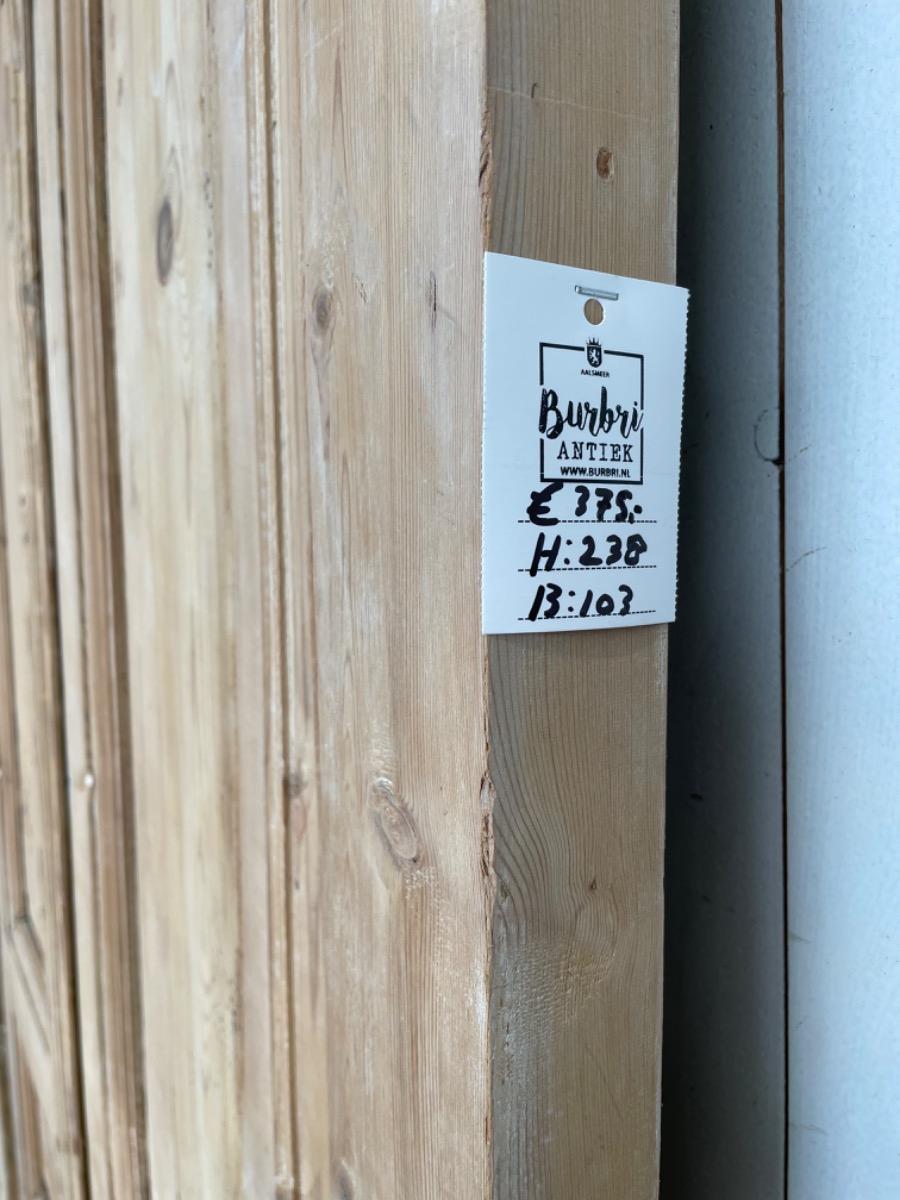 AALSMEER
Burbri
ANTIEK
WWW.BURBRI.NL
€ 375,-
H: 238
B: 103